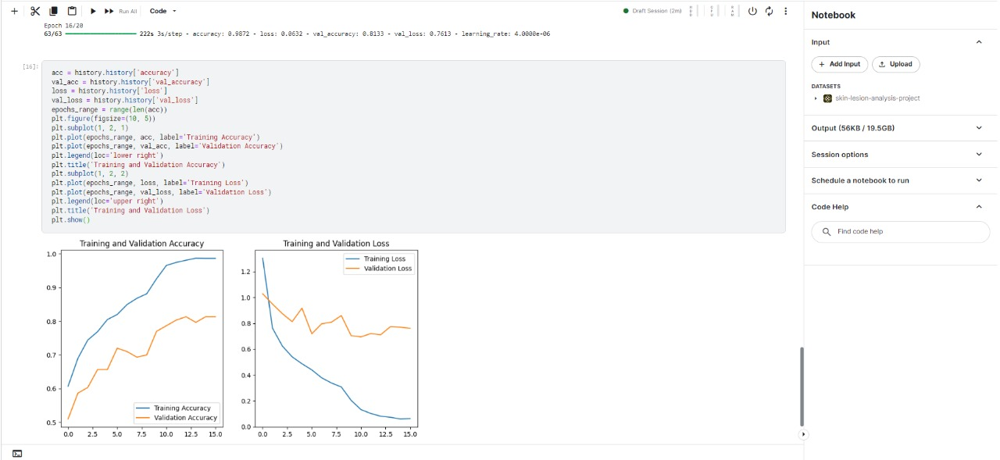 Run All
Code
Draft Session (2m)
Epoch 16/20
63/63 222s 3s/step - accuracy: 0.9872 - loss: 0.0632 - val_accuracy: 0.8133 - val_loss: 0.7613 - learning_rate: 4.0000e-06
[16]:
acc = history.history['accuracy']
val_acc = history.history['val_accuracy']
loss = history.history['loss']
val_loss = history.history['val_loss']
epochs_range = range(len(acc))
plt.figure(figsize=(10, 5))
plt.subplot(1, 2, 1)
plt.plot(epochs_range, acc, label='Training Accuracy')
plt.plot(epochs_range, val_acc, label='Validation Accuracy')
plt.legend(loc='lower right')
plt.title('Training and Validation Accuracy')
plt.subplot(1, 2, 2)
plt.plot(epochs_range, loss, label='Training Loss')
plt.plot(epochs_range, val_loss, label='Validation Loss')
plt.legend(loc='upper right')
plt.title('Training and Validation Loss')
plt.show()
Training and Validation Accuracy
1.0
0.9
0.8
0.7
0.6
0.5
Training Accuracy
Validation Accuracy
0.0 2.5 5.0 7.5 10.0 12.5 15.0
Training and Validation Loss
Training Loss
Validation Loss
1.2
1.0
0.8
0.6
0.4
0.2
0.0
0.0 2.5 5.0 7.5 10.0 12.5 15.0
Notebook
Input
+ Add Input
Upload
DATASETS
skin-lesion-analysis-project
Output (56KB / 19.5GB)
Session options
Schedule a notebook to run
Code Help
Find code help